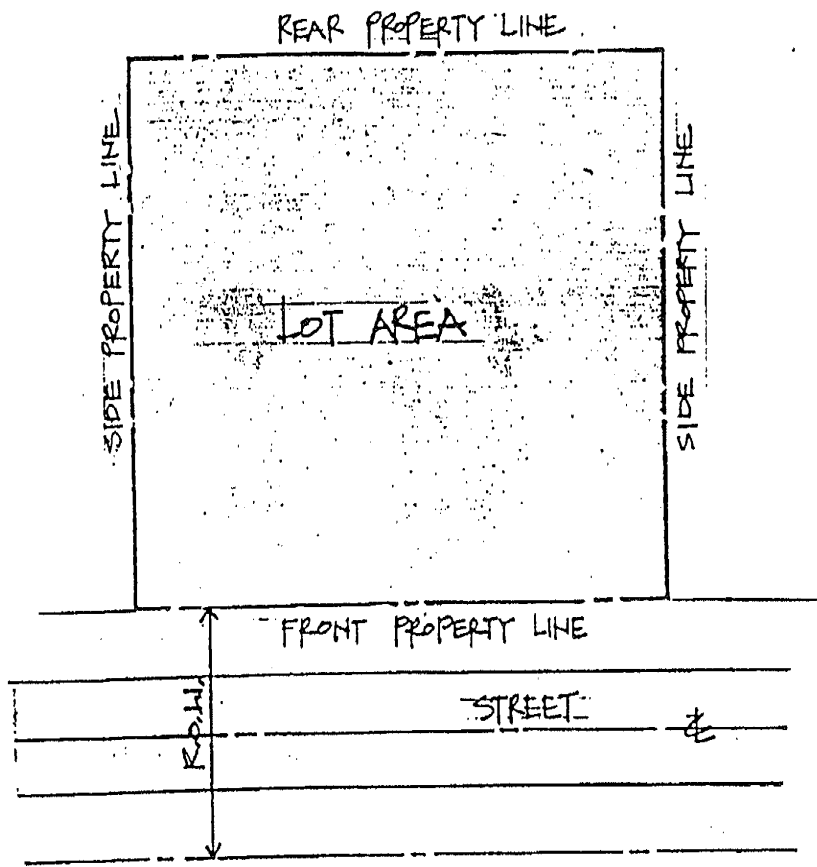 REAR PROPERTY LINE
SIDE PROPERTY LINE
SIDE PROPERTY LINE
LOT AREA
FRONT PROPERTY LINE
R.O.W.
STREET
℄